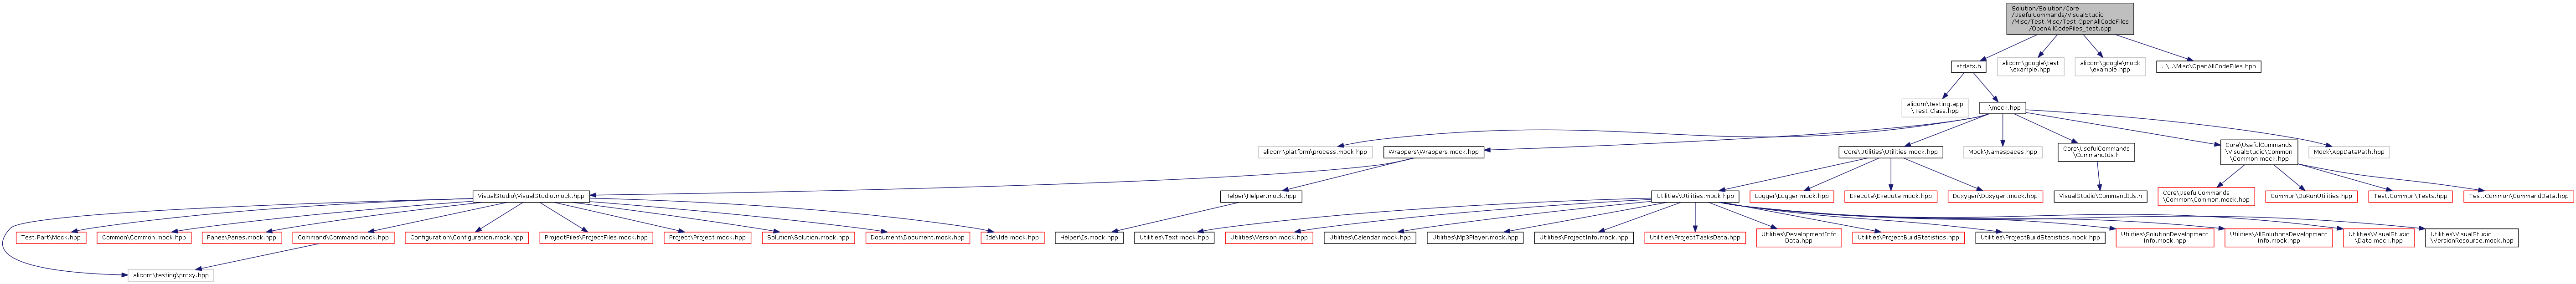 Solution/Solution/Core
/UsefulCommands/VisualStudio
/Misc/Test.Misc/Test.OpenAllCodeFiles
/OpenAllCodeFiles_test.cpp
stdafx.h
alicorn\google\test
\example.hpp
alicorn\google\mock
\example.hpp
..\..\Misc\OpenAllCodeFiles.hpp
alicorn\testing.app
\Test.Class.hpp
..\mock.hpp
alicorn\platform\process.mock.hpp
Wrappers\Wrappers.mock.hpp
Core\Utilities\Utilities.mock.hpp
Mock\Namespaces.hpp
Core\UsefulCommands
\CommandIds.h
Core\UsefulCommands
\VisualStudio\Common
\Common.mock.hpp
Mock\AppDataPath.hpp
VisualStudio\VisualStudio.mock.hpp
Helper\Helper.mock.hpp
Utilities\Utilities.mock.hpp
Logger\Logger.mock.hpp
Execute\Execute.mock.hpp
Doxygen\Doxygen.mock.hpp
VisualStudio\CommandIds.h
Core\UsefulCommands
\Common\Common.mock.hpp
Common\DoRunUtilities.hpp
Test.Common\Tests.hpp
Test.Common\CommandData.hpp
Test.Part\Mock.hpp
Common\Common.mock.hpp
Panes\Panes.mock.hpp
Command\Command.mock.hpp
Configuration\Configuration.mock.hpp
ProjectFiles\ProjectFiles.mock.hpp
Project\Project.mock.hpp
Solution\Solution.mock.hpp
Document\Document.mock.hpp
Ide\Ide.mock.hpp
Helper\Is.mock.hpp
Utilities\Text.mock.hpp
Utilities\Version.mock.hpp
Utilities\Calendar.mock.hpp
Utilities\Mp3Player.mock.hpp
Utilities\ProjectInfo.mock.hpp
Utilities\ProjectTasksData.hpp
Utilities\DevelopmentInfo
Data.hpp
Utilities\ProjectBuildStatistics.hpp
Utilities\ProjectBuildStatistics.mock.hpp
Utilities\SolutionDevelopment
Info.mock.hpp
Utilities\AllSolutionsDevelopment
Info.mock.hpp
Utilities\VisualStudio
\Data.mock.hpp
Utilities\VisualStudio
\VersionResource.mock.hpp
alicorn\testing\proxy.hpp